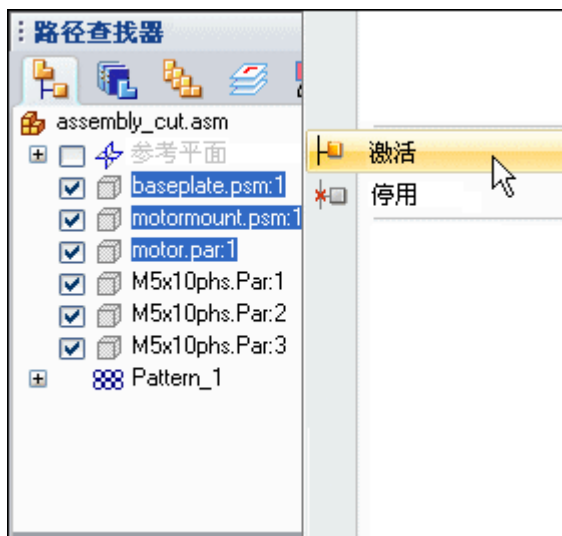 路径查找器
assembly_cut.asm
参考平面
baseplate.psm:1
motormount.psm:1
motor.par:1
M5x10phs.Par:1
M5x10phs.Par:2
M5x10phs.Par:3
Pattern_1
激活
停用